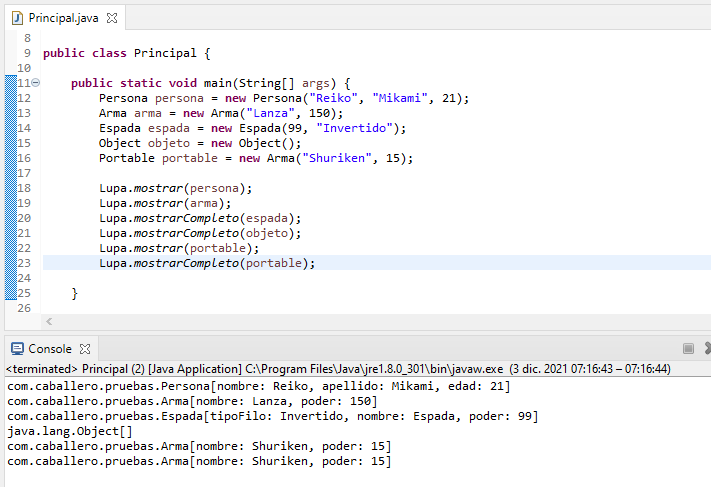 Principal.java
8
9 public class Principal {
10
11 public static void main(String[] args) {
12 Persona persona = new Persona("Reiko", "Mikami", 21);
13 Arma arma = new Arma("Lanza", 150);
14 Espada espada = new Espada(99, "Invertido");
15 Object objeto = new Object();
16 Portable portable = new Arma("Shuriken", 15);
17
18 Lupa.mostrar(persona);
19 Lupa.mostrar(arma);
20 Lupa.mostrarCompleto(espada);
21 Lupa.mostrarCompleto(objeto);
22 Lupa.mostrar(portable);
23 Lupa.mostrarCompleto(portable);
24
25 }
26
Console
<terminated> Principal (2) [Java Application] C:\Program Files\Java\jre1.8.0_301\bin\javaw.exe (3 dic. 2021 07:16:43 – 07:16:44)
com.caballero.pruebas.Persona[nombre: Reiko, apellido: Mikami, edad: 21]
com.caballero.pruebas.Arma[nombre: Lanza, poder: 150]
com.caballero.pruebas.Espada[tipoFilo: Invertido, nombre: Espada, poder: 99]
java.lang.Object[]
com.caballero.pruebas.Arma[nombre: Shuriken, poder: 15]
com.caballero.pruebas.Arma[nombre: Shuriken, poder: 15]